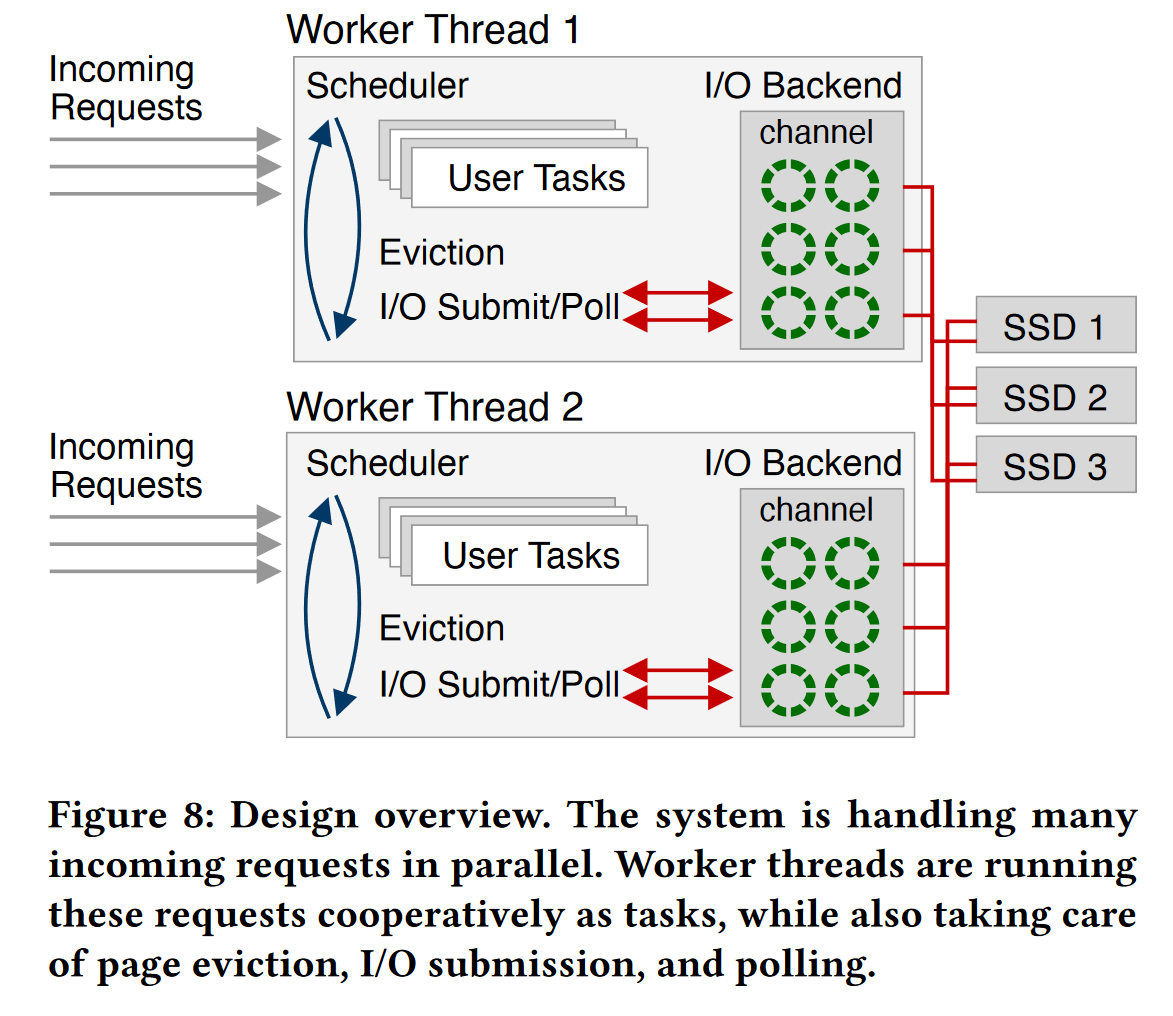 Worker Thread 1
Incoming
Requests
Scheduler
I/O Backend
channel
User Tasks
Eviction
I/O Submit/Poll
SSD 1
SSD 2
SSD 3
Worker Thread 2
Incoming
Requests
Scheduler
I/O Backend
channel
User Tasks
Eviction
I/O Submit/Poll
Figure 8: Design overview. The system is handling many
incoming requests in parallel. Worker threads are running
these requests cooperatively as tasks, while also taking care
of page eviction, I/O submission, and polling.